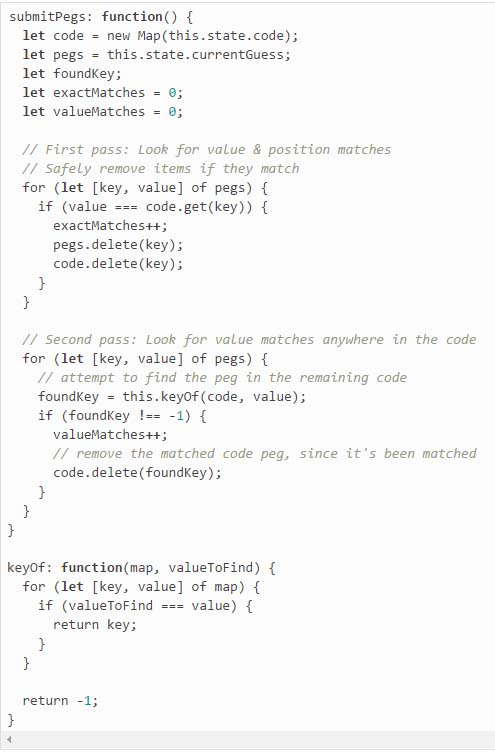 submitPegs: function() {
  let code = new Map(this.state.code);
  let pegs = this.state.currentGuess;
  let foundKey;
  let exactMatches = 0;
  let valueMatches = 0;

  // First pass: Look for value & position matches
  // Safely remove items if they match
  for (let [key, value] of pegs) {
    if (value === code.get(key)) {
      exactMatches++;
      pegs.delete(key);
      code.delete(key);
    }
  }

  // Second pass: Look for value matches anywhere in the code
  for (let [key, value] of pegs) {
    // attempt to find the peg in the remaining code
    foundKey = this.keyOf(code, value);
    if (foundKey !== -1) {
      valueMatches++;
      // remove the matched code peg, since it's been matched
      code.delete(foundKey);
    }
  }
}

keyOf: function(map, valueToFind) {
  for (let [key, value] of map) {
    if (valueToFind === value) {
      return key;
    }
  }

  return -1;
}